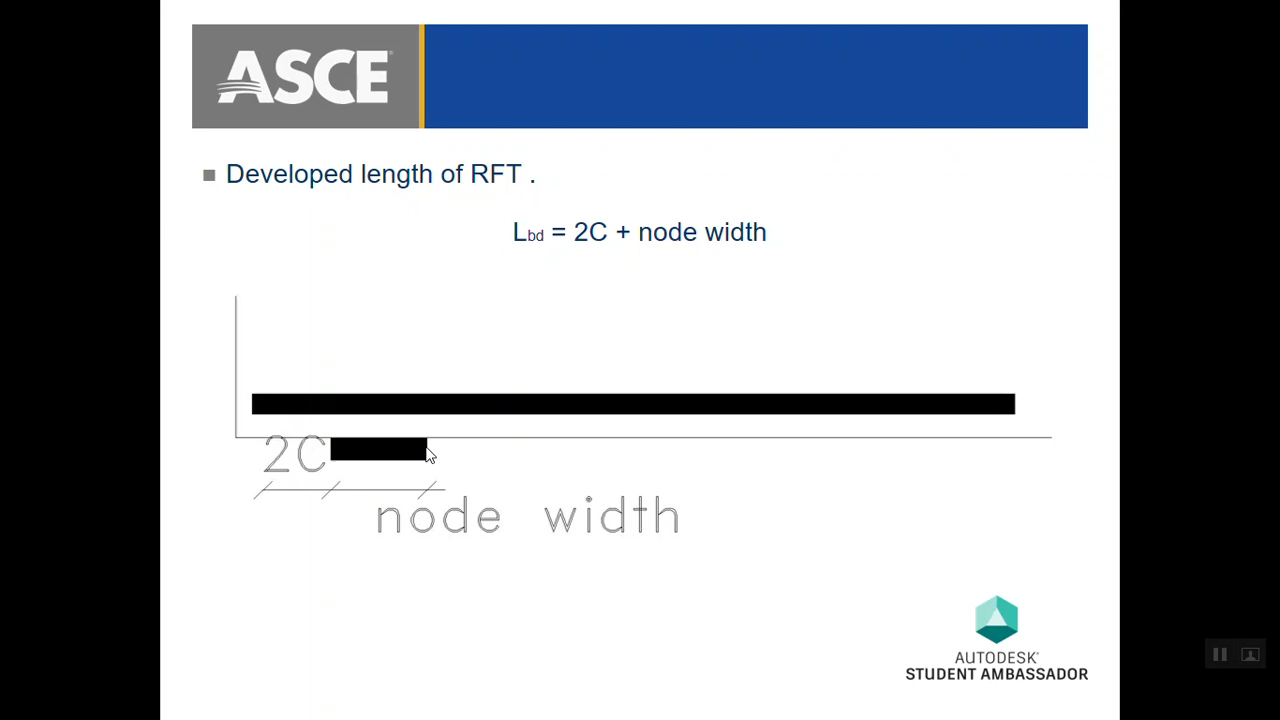 ASCE
Developed length of RFT .
Lbd = 2C + node width
2C
node width
AUTODESK®
STUDENT AMBASSADOR